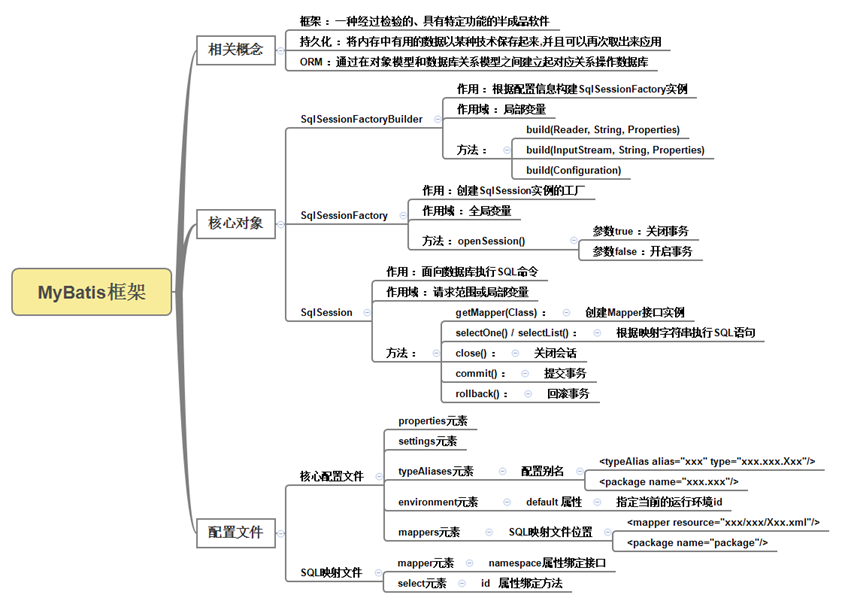 MyBatis框架
相关概念
框架 : 一种经过检验的、具有特定功能的半成品软件
持久化 : 将内存中有用的数据以某种技术保存起来,并且可以再次取出来应用
ORM : 通过在对象模型和数据库关系模型之间建立起对应关系操作数据库
核心对象
SqlSessionFactoryBuilder
作用 : 根据配置信息构建SqlSessionFactory实例
作用域 : 局部变量
方法 :
build(Reader, String, Properties)
build(InputStream, String, Properties)
build(Configuration)
SqlSessionFactory
作用 : 创建SqlSession实例的工厂
作用域 : 全局变量
方法 : openSession()
参数true : 关闭事务
参数false : 开启事务
SqlSession
作用 : 面向数据库执行SQL命令
作用域 : 请求范围或局部变量
方法 :
getMapper(Class) :
创建Mapper接口实例
selectOne() / selectList() :
根据映射字符串执行SQL语句
close() :
关闭会话
commit() :
提交事务
rollback() :
回滚事务
配置文件
核心配置文件
properties元素
settings元素
typeAliases元素
配置别名
<typeAlias alias="xxx" type="xxx.xxx.Xxx"/>
<package name="xxx.xxx"/>
environment元素
default 属性
指定当前的运行环境id
mappers元素
SQL映射文件位置
<mapper resource="xxx/xxx/Xxx.xml"/>
<package name="package"/>
SQL映射文件
mapper元素
namespace属性绑定接口
select元素
id 属性绑定方法